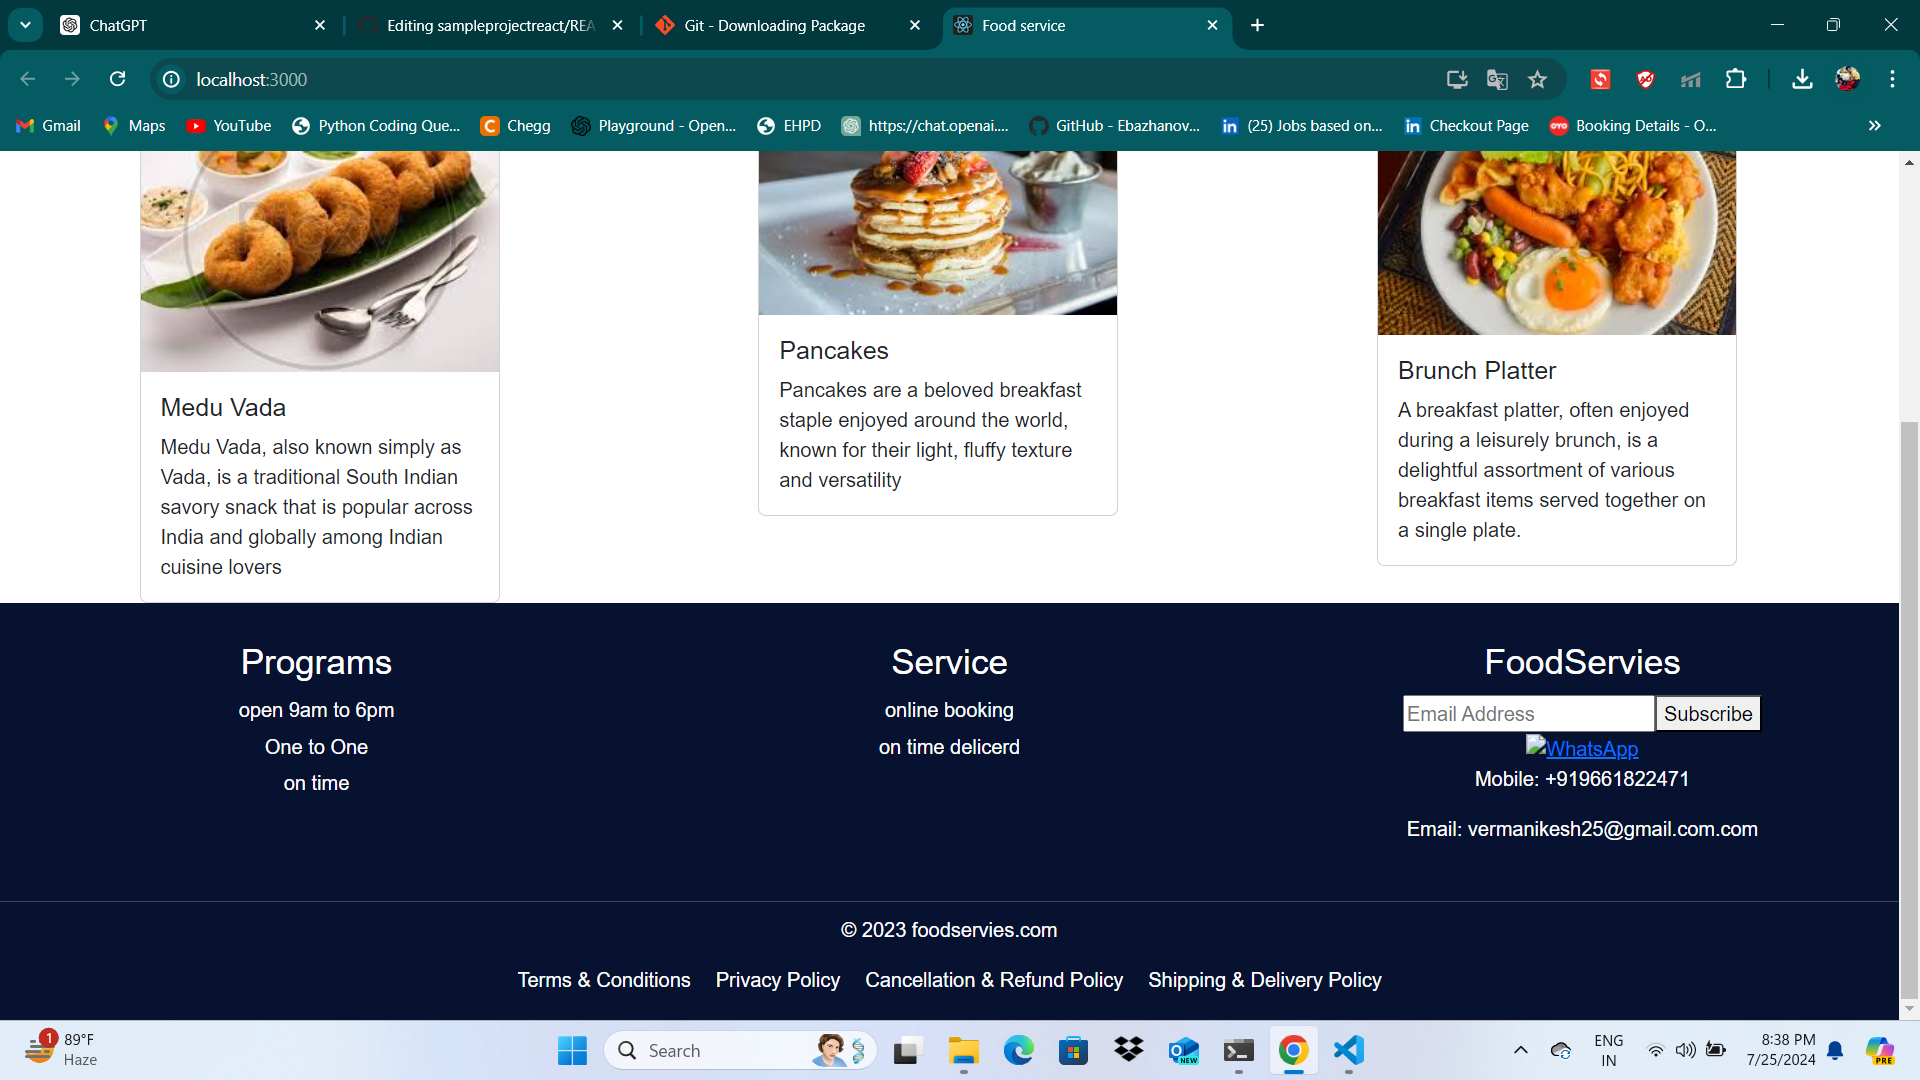 ChatGPT
Editing sampleprojectreact/REA
Git - Downloading Package
Food service
localhost:3000
Gmail
Maps
YouTube
Python Coding Que...
Chegg
Playground - Open...
EHPD
https://chat.openai....
GitHub - Ebazhanov...
(25) Jobs based on...
Checkout Page
Booking Details - O...
Medu Vada
Medu Vada, also known simply as
Vada, is a traditional South Indian
savory snack that is popular across
India and globally among Indian
cuisine lovers
Pancakes
Pancakes are a beloved breakfast
staple enjoyed around the world,
known for their light, fluffy texture
and versatility
Brunch Platter
A breakfast platter, often enjoyed
during a leisurely brunch, is a
delightful assortment of various
breakfast items served together on
a single plate.
Programs
open 9am to 6pm
One to One
on time
Service
online booking
on time delicerd
FoodServies
Email Address
Subscribe
WhatsApp
Mobile: +919661822471
Email: vermanikesh25@gmail.com.com
© 2023 foodservies.com
Terms & Conditions Privacy Policy Cancellation & Refund Policy Shipping & Delivery Policy
1
89°F
Haze
Search
NEW
ENG
IN
8:38 PM
7/25/2024
PRE